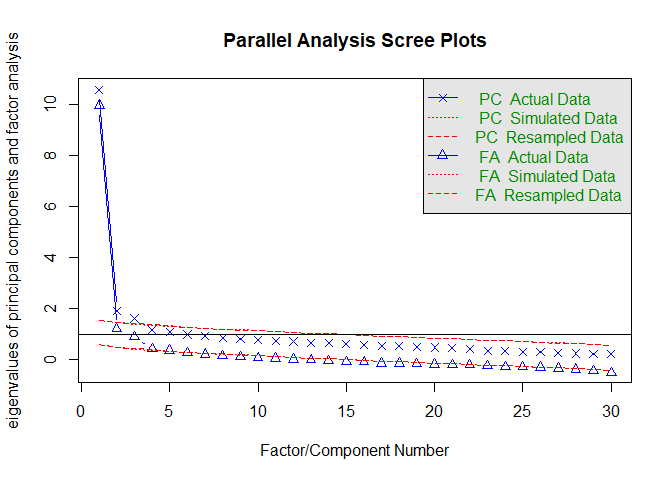 Parallel Analysis Scree Plots
eigenvalues of principal components and factor analysis
10
8
6
4
2
0
PC Actual Data
PC Simulated Data
PC Resampled Data
FA Actual Data
FA Simulated Data
FA Resampled Data
0 5 10 15 20 25 30
Factor/Component Number